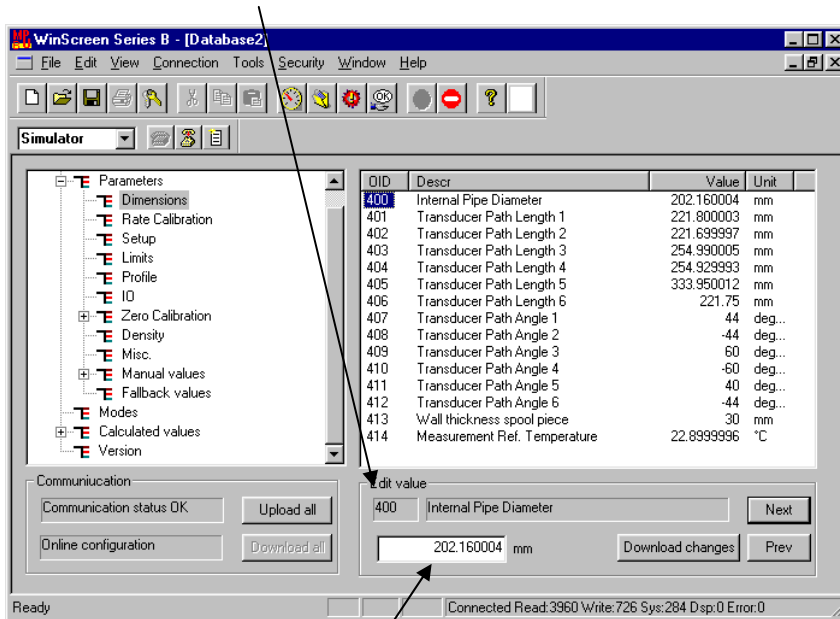 WinScreen Series B - [Database2]
File Edit View Connection Tools Security Window Help
OK
Simulator
Parameters
Dimensions
Rate Calibration
Setup
Limits
Profile
IO
Zero Calibration
Density
Misc.
Manual values
Fallback values
Modes
Calculated values
Version
OID Descr Value Unit
400 Internal Pipe Diameter 202.160004 mm
401 Transducer Path Length 1 221.800003 mm
402 Transducer Path Length 2 221.699997 mm
403 Transducer Path Length 3 254.990005 mm
404 Transducer Path Length 4 254.929993 mm
405 Transducer Path Length 5 333.950012 mm
406 Transducer Path Length 6 221.75 mm
407 Transducer Path Angle 1 44 deg...
408 Transducer Path Angle 2 -44 deg...
409 Transducer Path Angle 3 60 deg...
410 Transducer Path Angle 4 -60 deg...
411 Transducer Path Angle 5 40 deg...
412 Transducer Path Angle 6 -44 deg...
413 Wall thickness spool piece 30 mm
414 Measurement Ref. Temperature 22.8999996 °C
Communiucation
Communication status OK Upload all
Online configuration Download all
Edit value
400 Internal Pipe Diameter Next
202.160004 mm Download changes Prev
Ready Connected Read:3960 Write:726 Sys:284 Dsp:0 Error:0